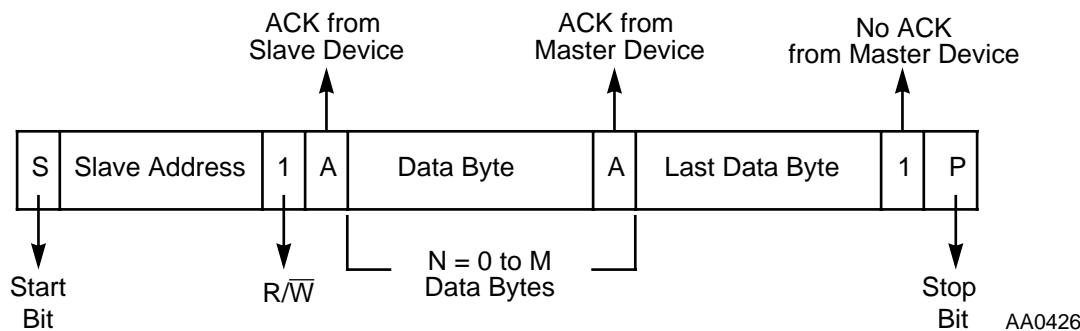 ACK from
Slave Device
ACK from
Master Device
No ACK
from Master Device
S Slave Address 1 A Data Byte A Last Data Byte 1 P
Start
Bit
R/W̅
N = 0 to M
Data Bytes
Stop
Bit
AA0426